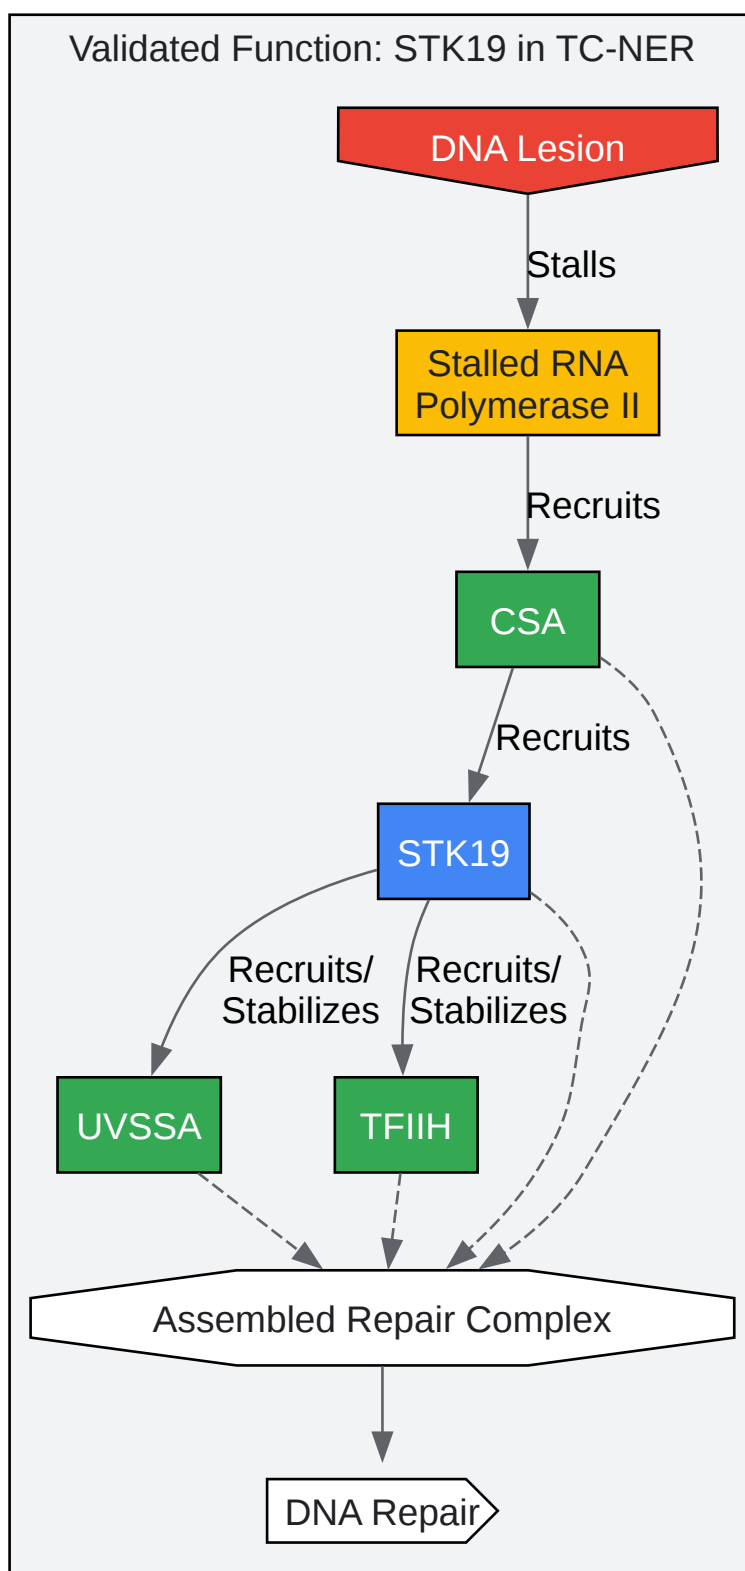 Validated Function: STK19 in TC-NER
DNA Lesion
Stalls
Stalled RNA
Polymerase II
Recruits
CSA
Recruits
STK19
Recruits/
Stabilizes
Recruits/
Stabilizes
UVSSA
TFIIH
Assembled Repair Complex
DNA Repair